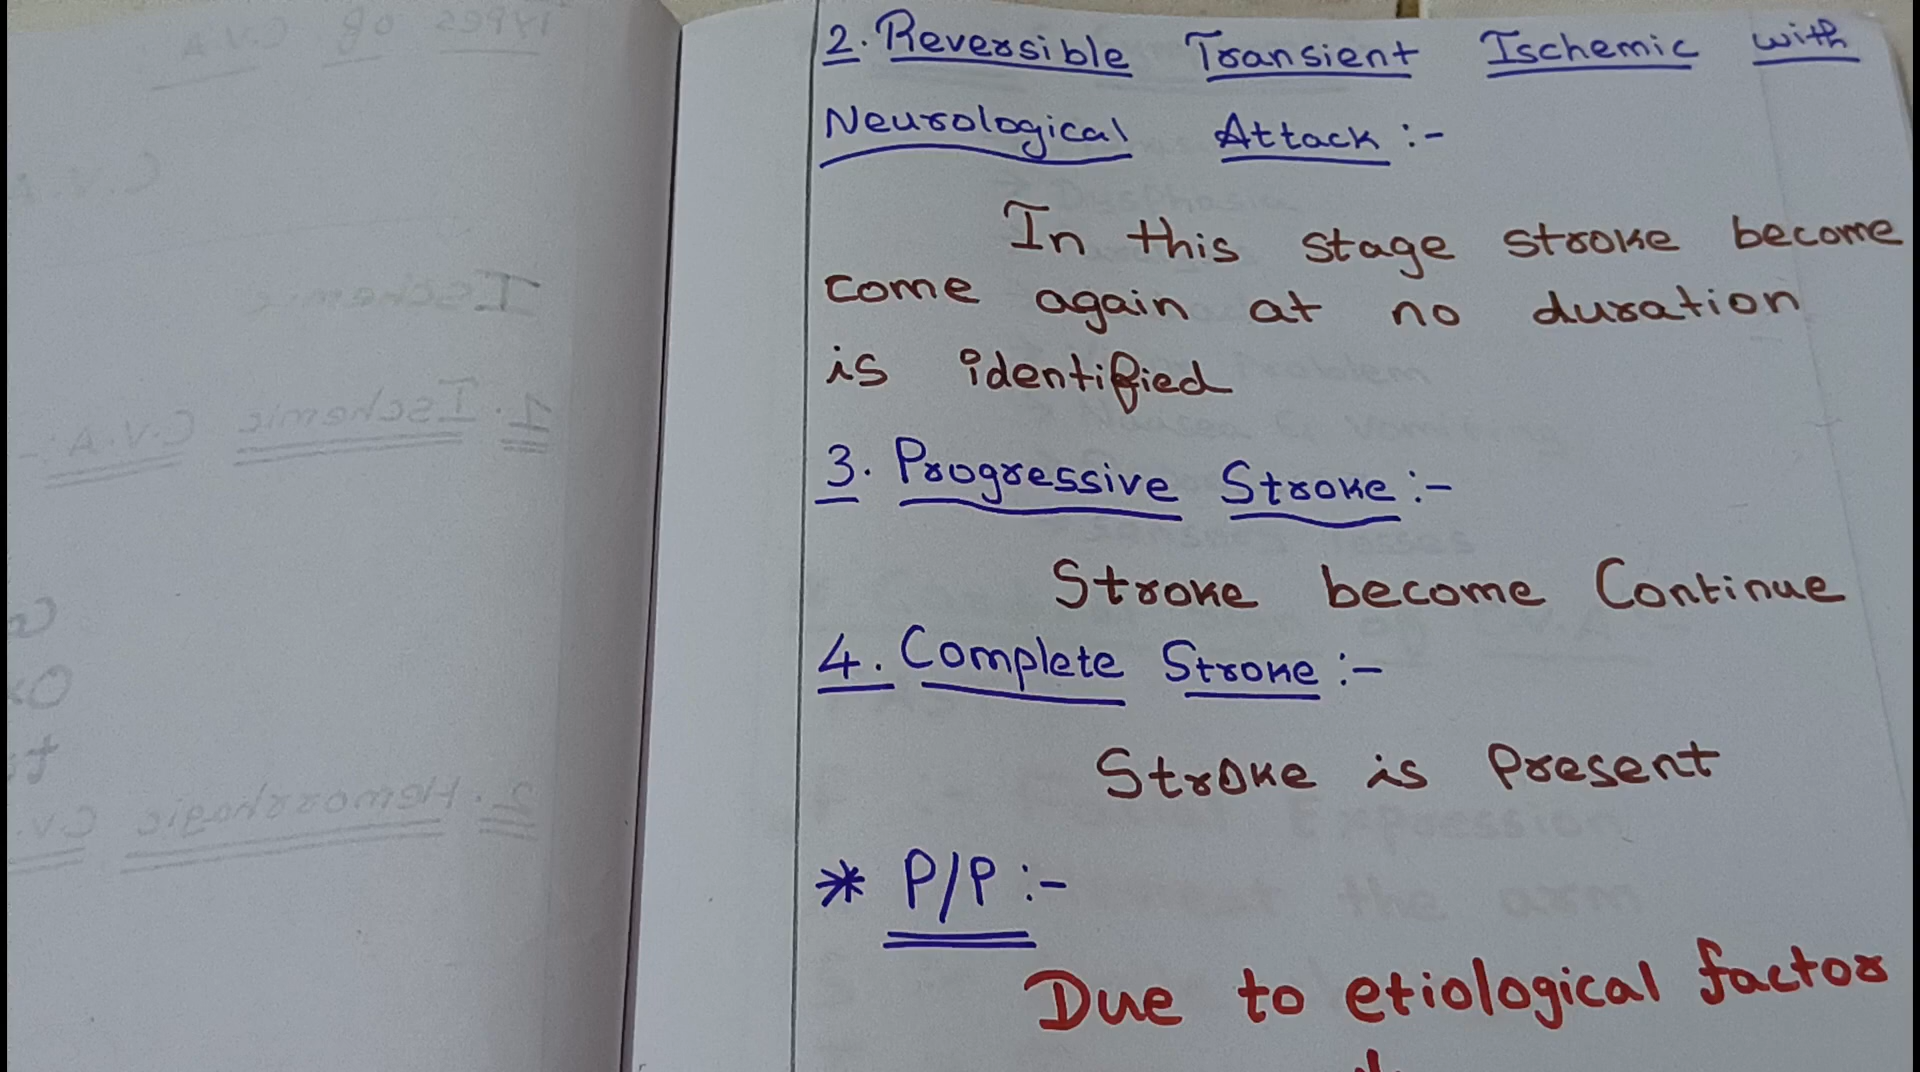 2. Reversible Transient Ischemic with
Neurological Attack :-
In this stage stroke become
come again at no duration
is identified
3. Progressive Stroke :-
Stroke become Continue
4. Complete Stroke :-
Stroke is Present
* P/P :-
Due to etiological factor